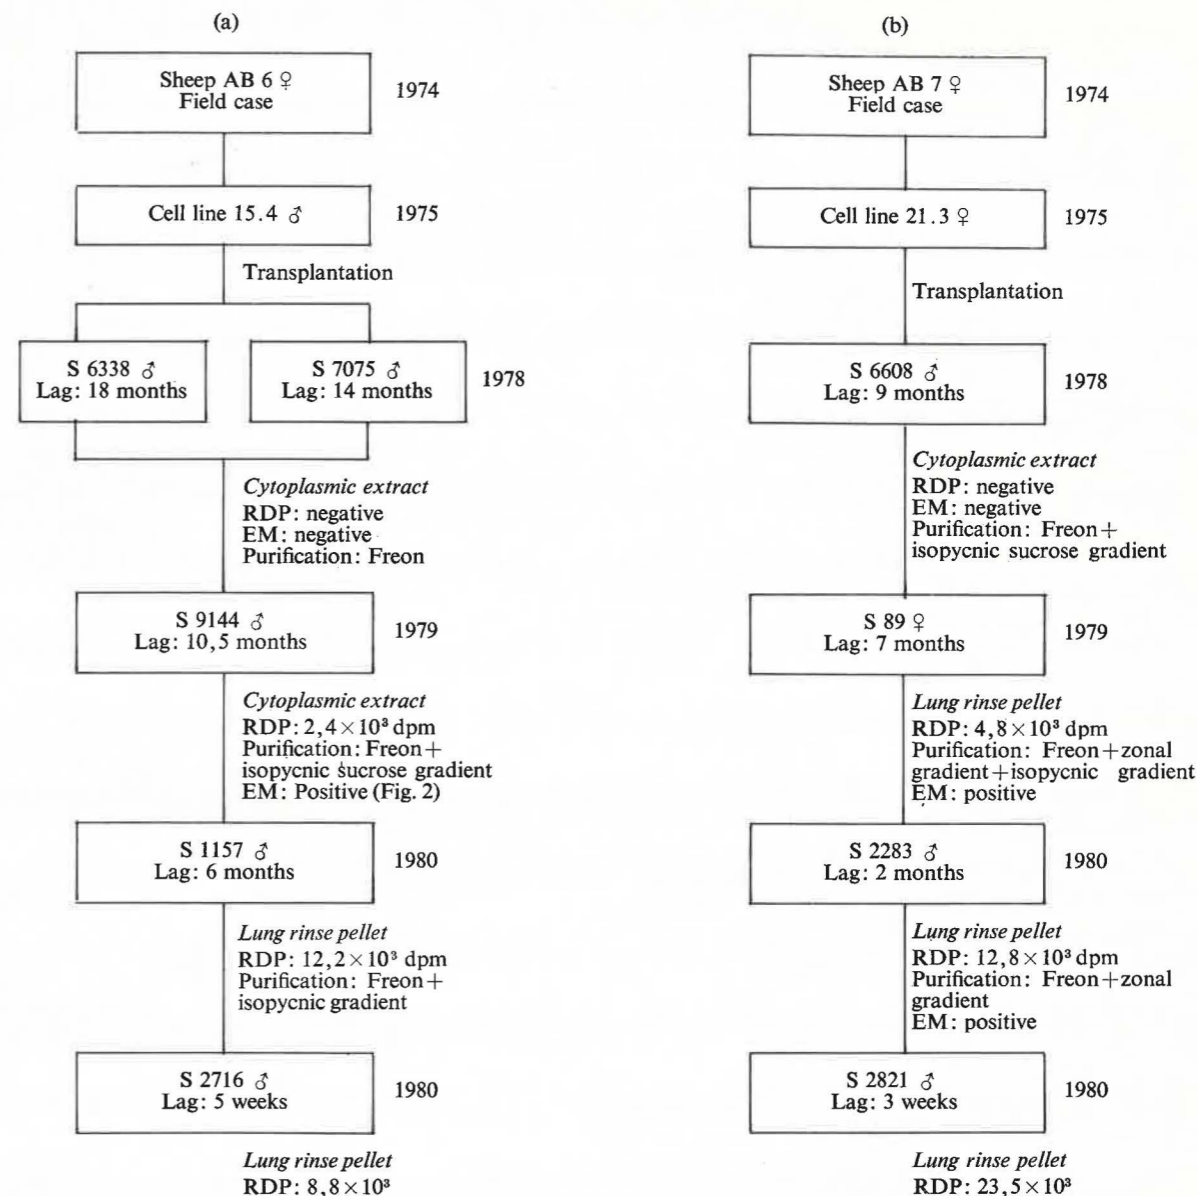 (a)
Sheep AB 6 ♀
Field case
1974
Cell line 15.4 ♂
1975
Transplantation
S 6338 ♂
Lag: 18 months
S 7075 ♂
Lag: 14 months
1978
Cytoplasmic extract
RDP: negative
EM: negative
Purification: Freon
S 9144 ♂
Lag: 10,5 months
1979
Cytoplasmic extract
RDP: 2,4×10³ dpm
Purification: Freon+
isopycnic sucrose gradient
EM: Positive (Fig. 2)
S 1157 ♂
Lag: 6 months
1980
Lung rinse pellet
RDP: 12,2×10³ dpm
Purification: Freon+
isopycnic gradient
S 2716 ♂
Lag: 5 weeks
1980
Lung rinse pellet
RDP: 8,8×10³
(b)
Sheep AB 7 ♀
Field case
1974
Cell line 21.3 ♀
1975
Transplantation
S 6608 ♂
Lag: 9 months
1978
Cytoplasmic extract
RDP: negative
EM: negative
Purification: Freon+
isopycnic sucrose gradient
S 89 ♀
Lag: 7 months
1979
Lung rinse pellet
RDP: 4,8×10³ dpm
Purification: Freon+zonal
gradient+isopycnic gradient
EM: positive
S 2283 ♂
Lag: 2 months
1980
Lung rinse pellet
RDP: 12,8×10³ dpm
Purification: Freon+zonal
gradient
EM: positive
S 2821 ♂
Lag: 3 weeks
1980
Lung rinse pellet
RDP: 23,5×10³